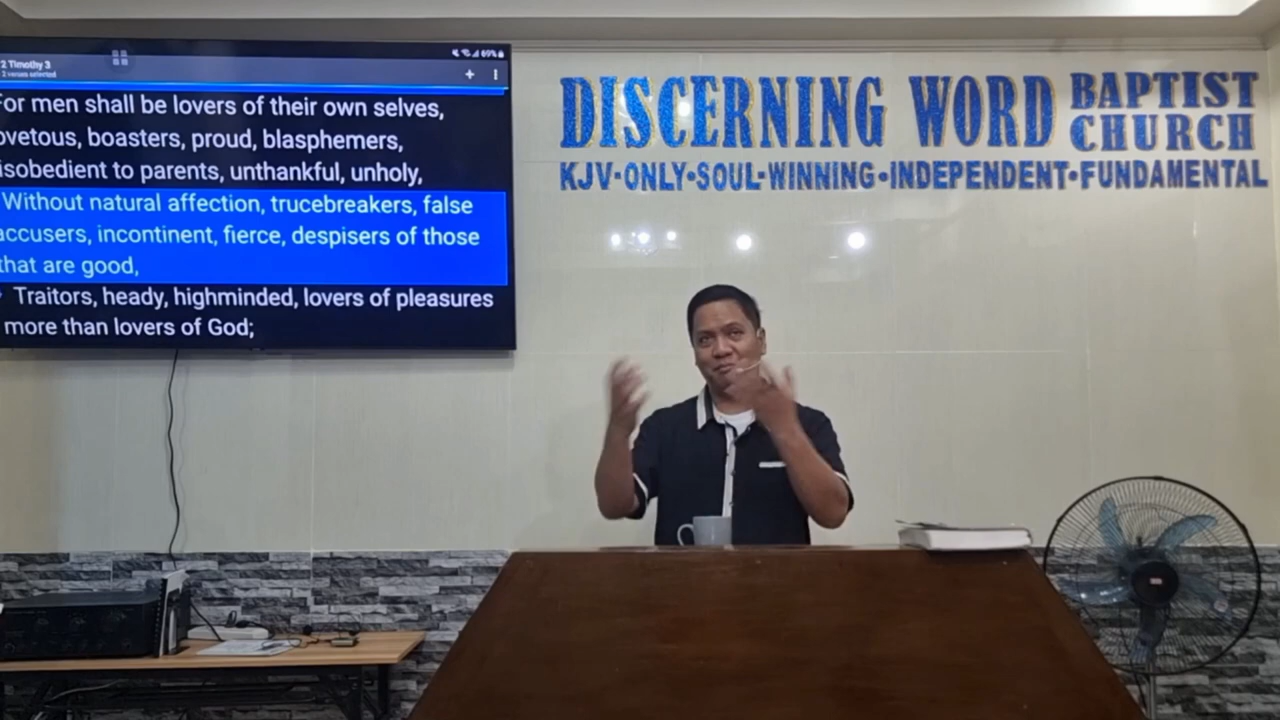 2 Timothy 3
69%
For men shall be lovers of their own selves,
ovetous, boasters, proud, blasphemers,
isobedient to parents, unthankful, unholy,
Without natural affection, trucebreakers, false
accusers, incontinent, fierce, despisers of those
that are good,
Traitors, heady, highminded, lovers of pleasures
more than lovers of God;
DISCERNING WORD BAPTIST CHURCH
KJV-ONLY•SOUL-WINNING•INDEPENDENT•FUNDAMENTAL